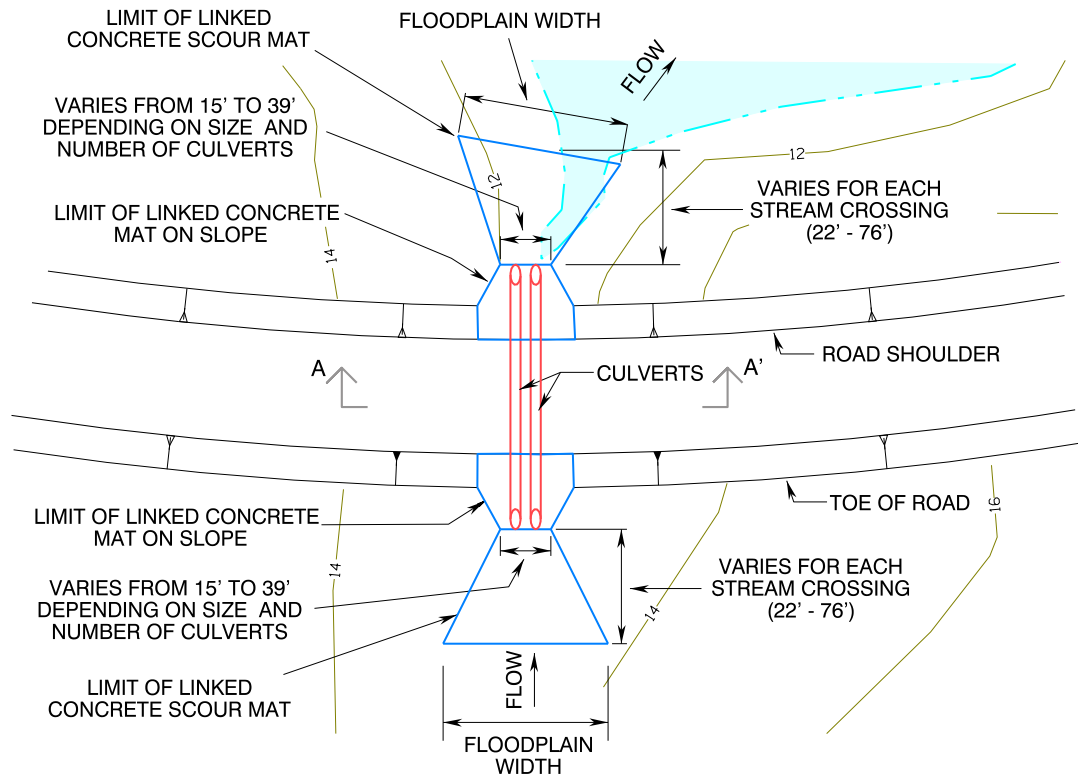 LIMIT OF LINKED
CONCRETE SCOUR MAT
FLOODPLAIN WIDTH
FLOW
VARIES FROM 15' TO 39'
DEPENDING ON SIZE AND
NUMBER OF CULVERTS
12
12
VARIES FOR EACH
STREAM CROSSING
(22' - 76')
LIMIT OF LINKED CONCRETE
MAT ON SLOPE
14
ROAD SHOULDER
A
A'
CULVERTS
TOE OF ROAD
16
LIMIT OF LINKED CONCRETE
MAT ON SLOPE
14
VARIES FOR EACH
STREAM CROSSING
(22' - 76')
VARIES FROM 15' TO 39'
DEPENDING ON SIZE AND
NUMBER OF CULVERTS
14
FLOW
LIMIT OF LINKED
CONCRETE SCOUR MAT
FLOODPLAIN
WIDTH